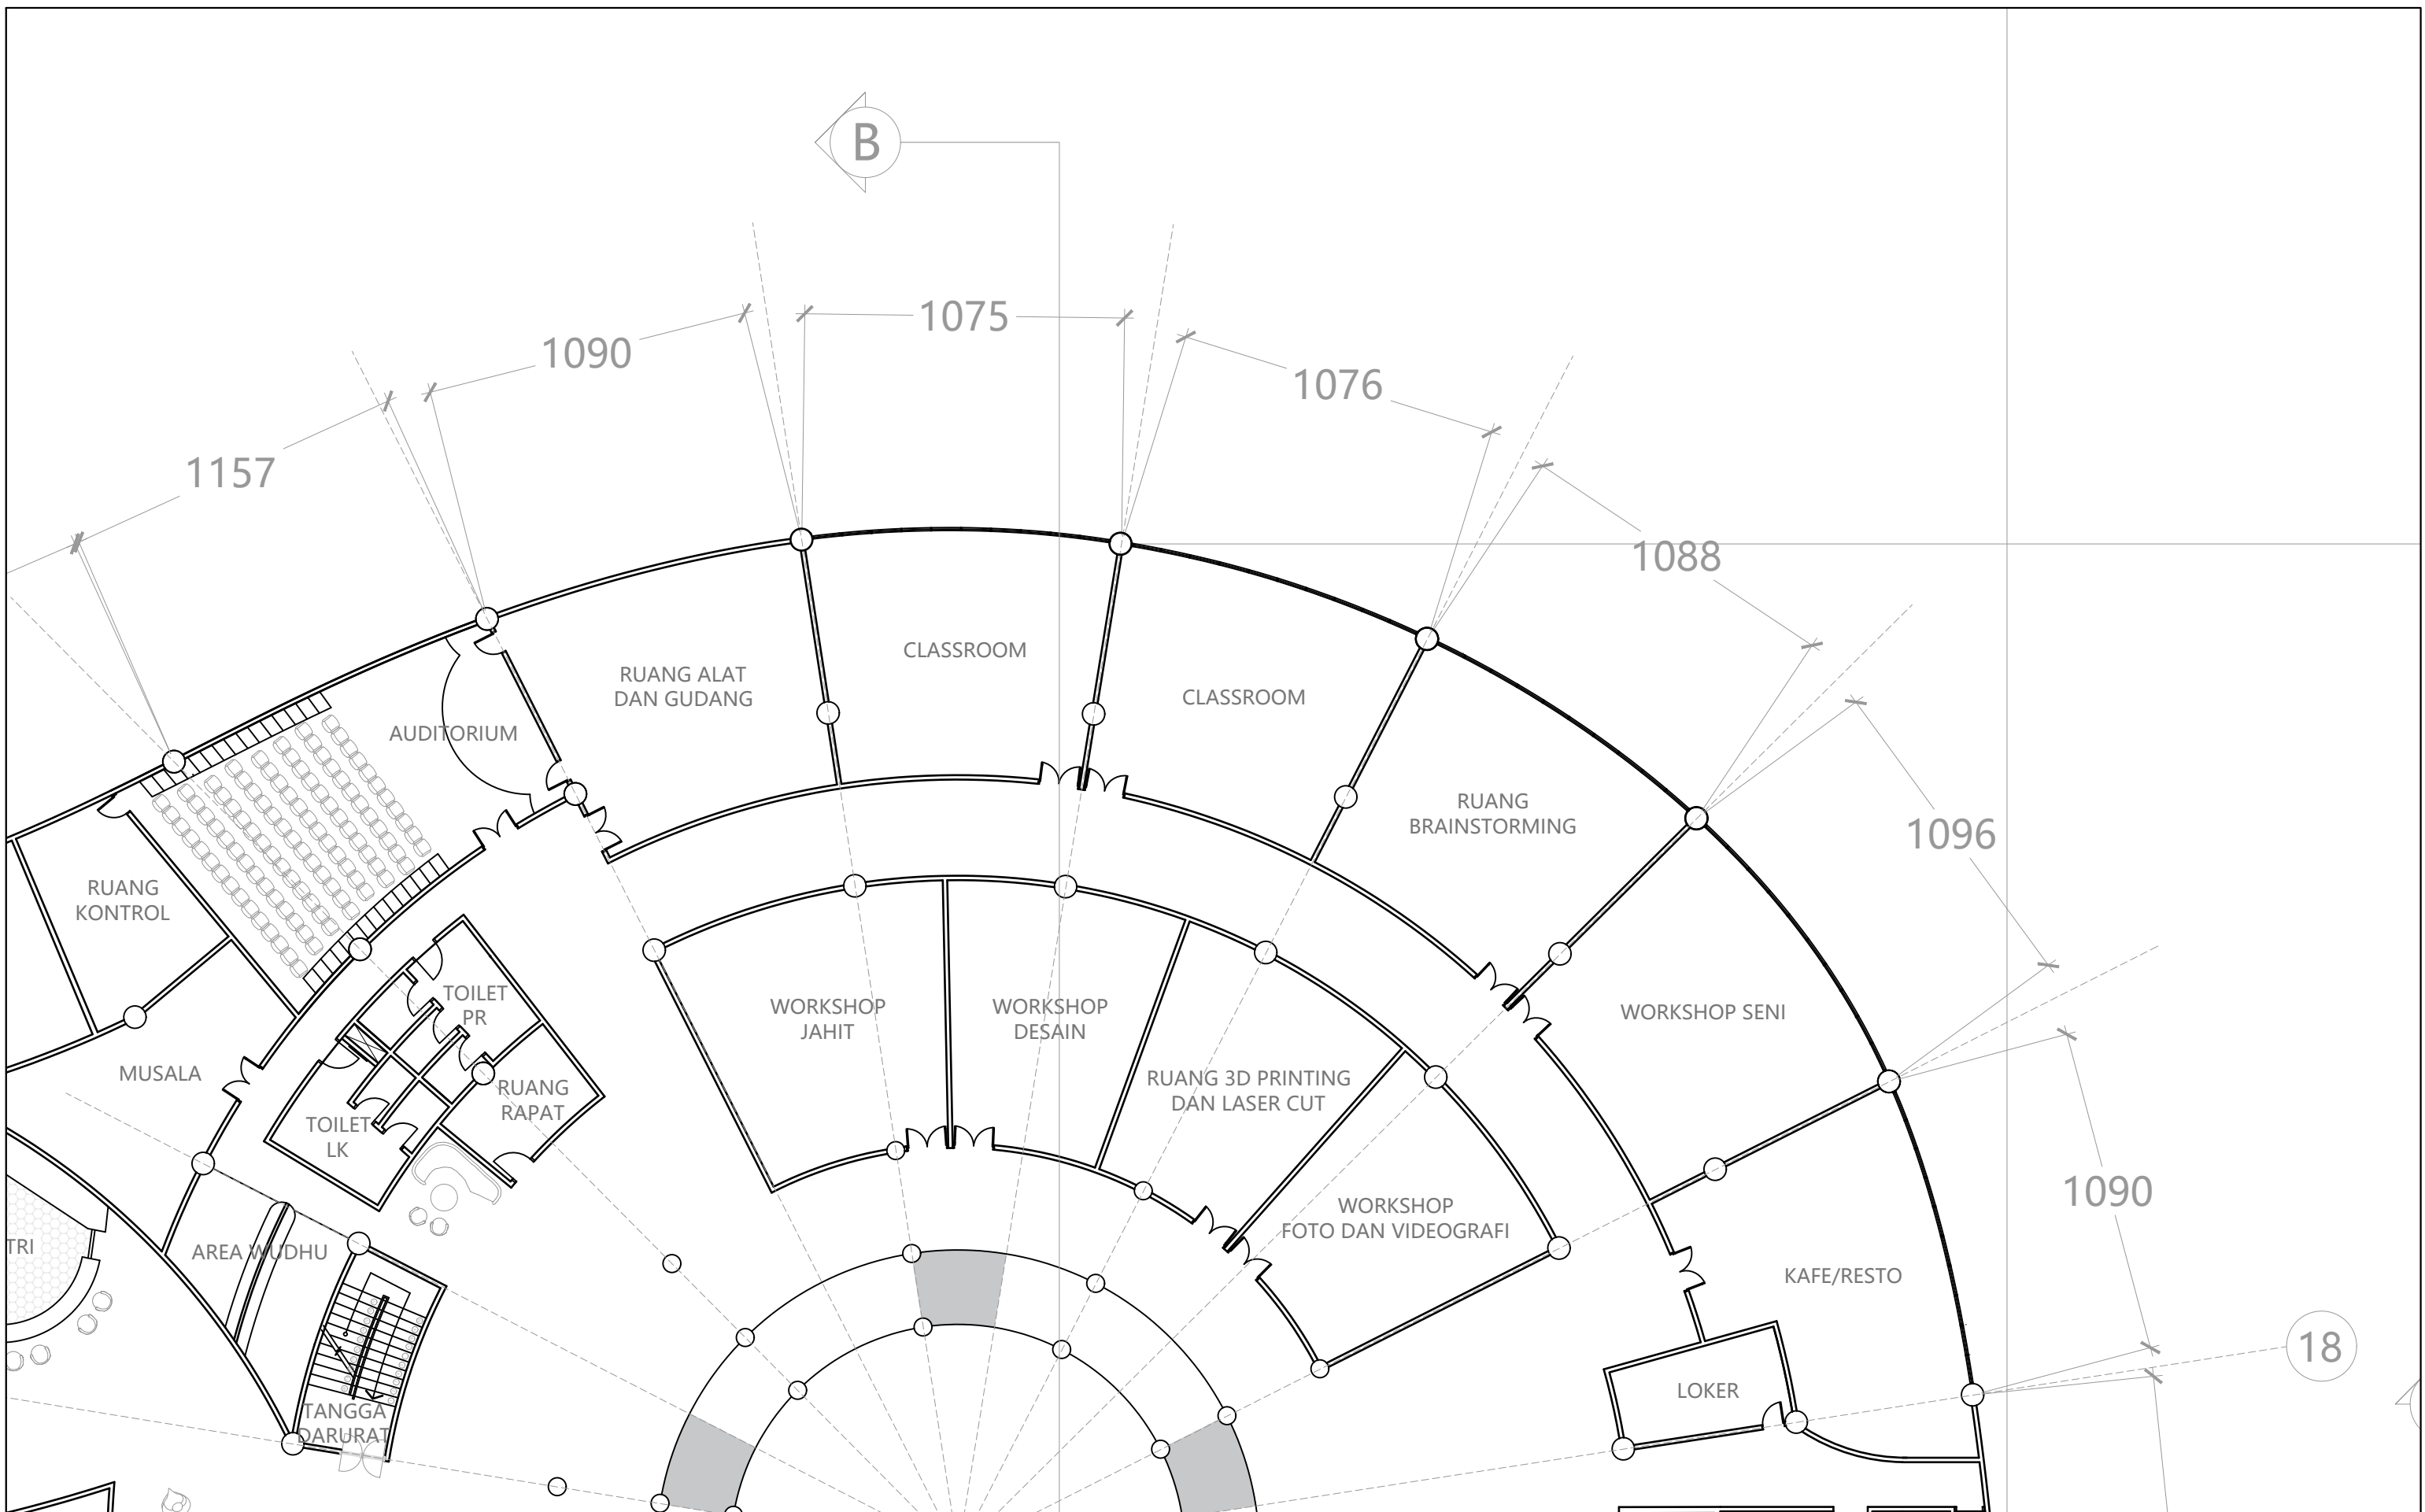 B
1075
1090
1076
1157
1088
1096
1090
18
CLASSROOM
RUANG ALAT
DAN GUDANG
CLASSROOM
AUDITORIUM
RUANG
BRAINSTORMING
RUANG
KONTROL
TOILET
PR
WORKSHOP
JAHIT
WORKSHOP
DESAIN
WORKSHOP SENI
MUSALA
RUANG
RAPAT
RUANG 3D PRINTING
DAN LASER CUT
TOILET
LK
WORKSHOP
FOTO DAN VIDEOGRAFI
TRI
AREA WUDHU
KAFE/RESTO
LOKER
TANGGA
DARURAT